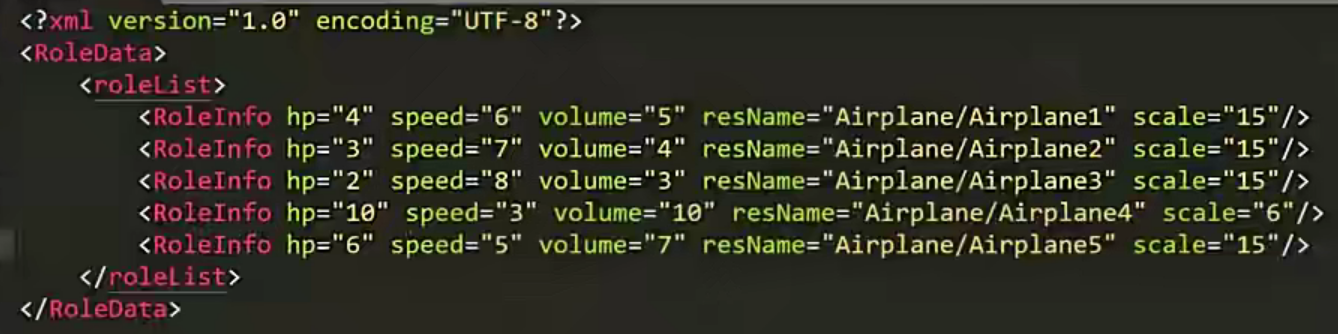 <?xml version="1.0" encoding="UTF-8"?>
<RoleData>
    <roleList>
        <RoleInfo hp="4" speed="6" volume="5" resName="Airplane/Airplane1" scale="15"/>
        <RoleInfo hp="3" speed="7" volume="4" resName="Airplane/Airplane2" scale="15"/>
        <RoleInfo hp="2" speed="8" volume="3" resName="Airplane/Airplane3" scale="15"/>
        <RoleInfo hp="10" speed="3" volume="10" resName="Airplane/Airplane4" scale="6"/>
        <RoleInfo hp="6" speed="5" volume="7" resName="Airplane/Airplane5" scale="15"/>
    </roleList>
</RoleData>